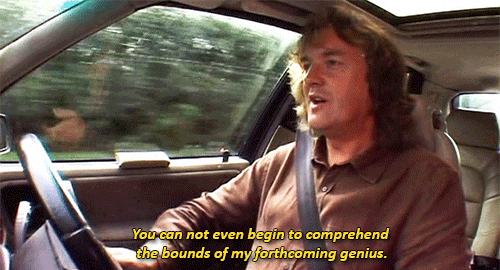 You can not even begin to comprehend
the bounds of my forthcoming genius.